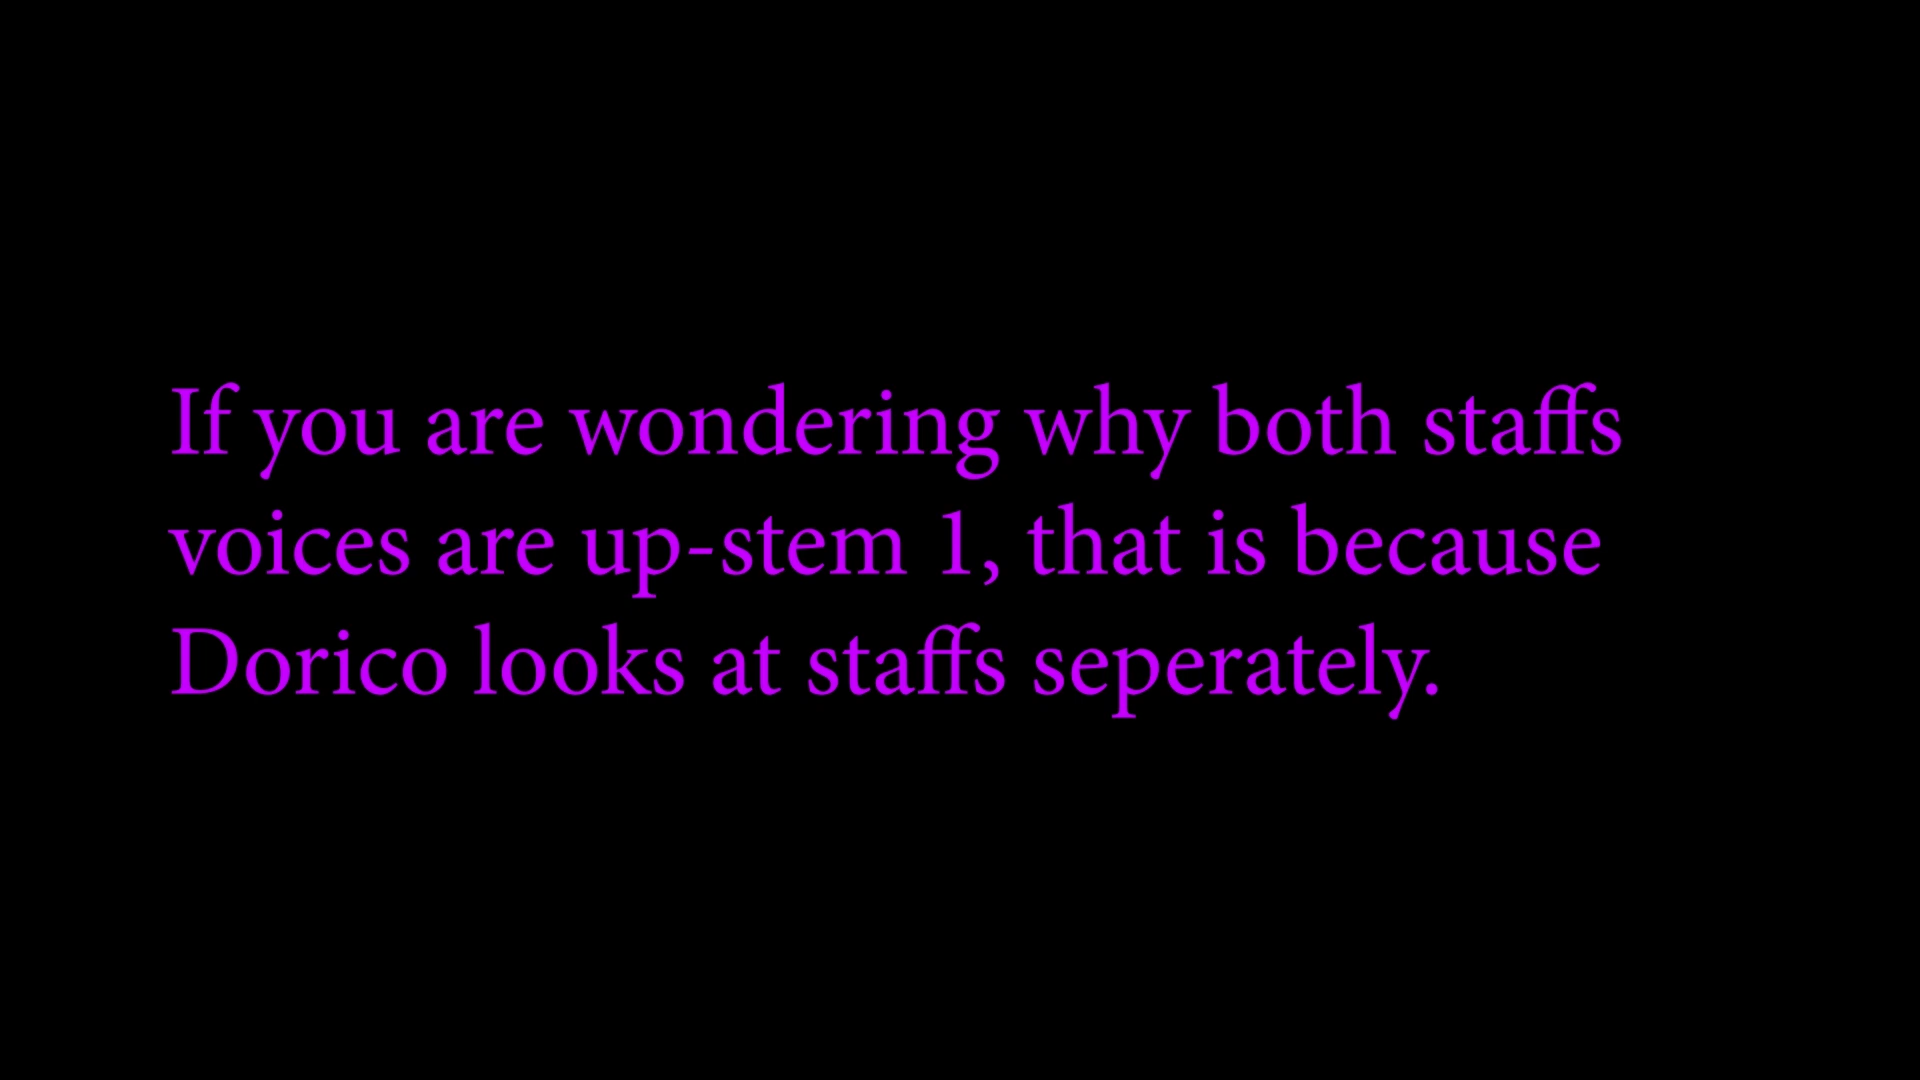 If you are wondering why both staffs
voices are up-stem 1, that is because
Dorico looks at staffs seperately.